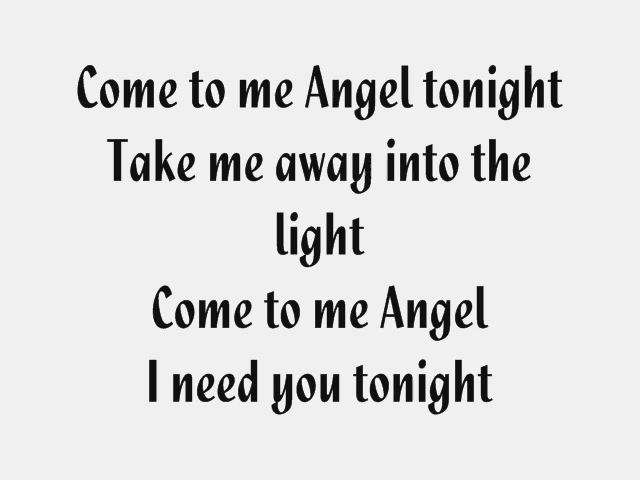 Come to me Angel tonight
Take me away into the
light
Come to me Angel
I need you tonight